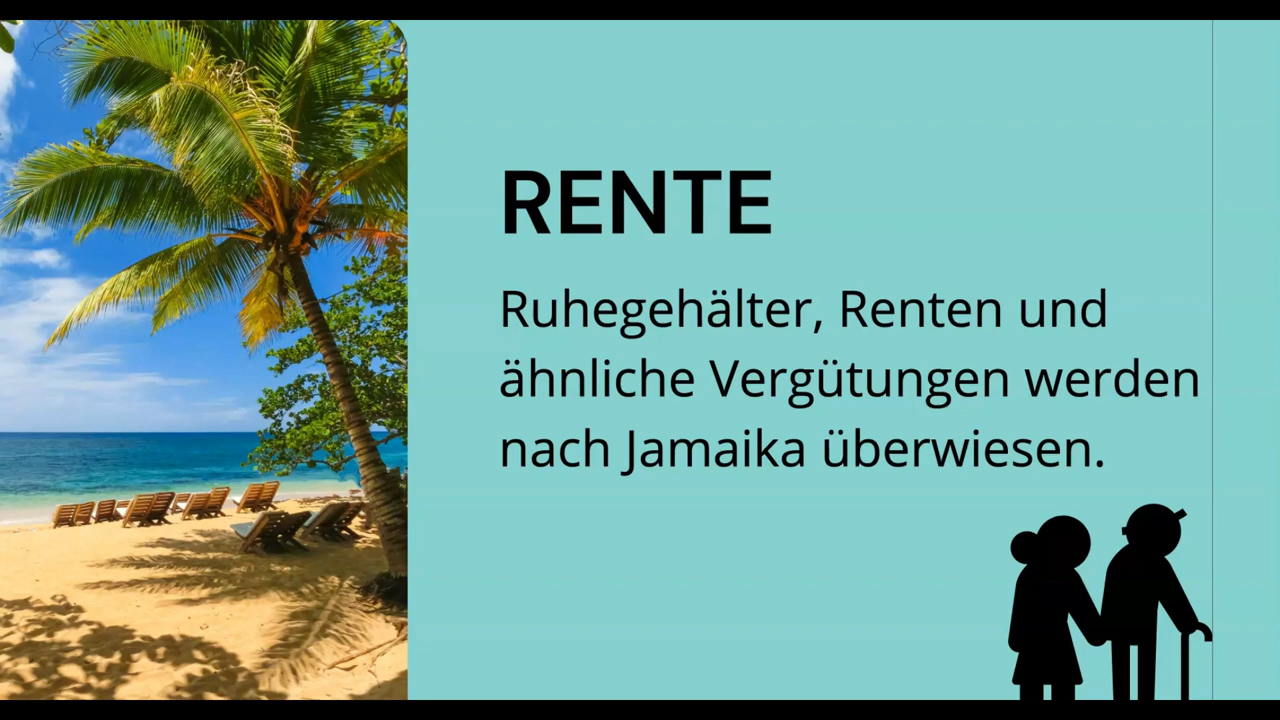 RENTE
Ruhegehälter, Renten und
ähnliche Vergütungen werden
nach Jamaika überwiesen.